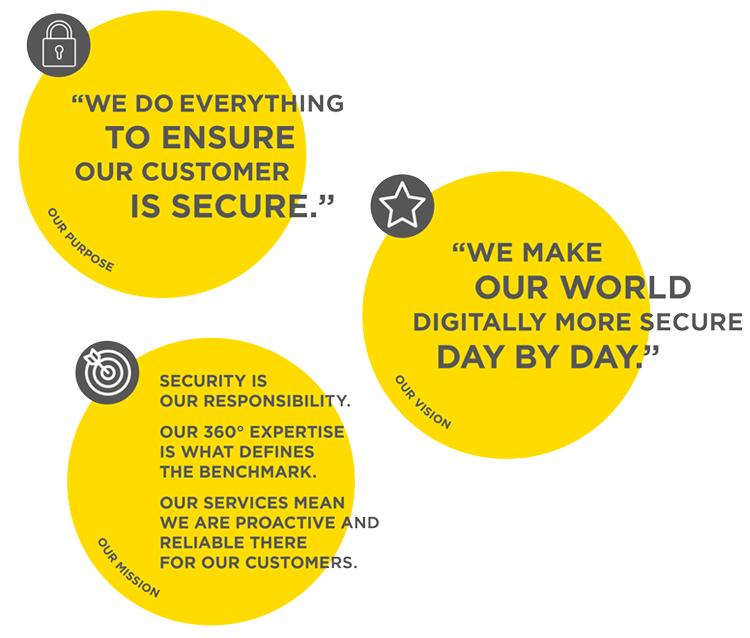 “WE DO EVERYTHING
TO ENSURE
OUR CUSTOMER
IS SECURE.”
OUR PURPOSE
“WE MAKE
OUR WORLD
DIGITALLY MORE SECURE
DAY BY DAY.”
OUR VISION
SECURITY IS
OUR RESPONSIBILITY.
OUR 360° EXPERTISE
IS WHAT DEFINES
THE BENCHMARK.
OUR SERVICES MEAN
WE ARE PROACTIVE AND
RELIABLE THERE
FOR OUR CUSTOMERS.
OUR MISSION